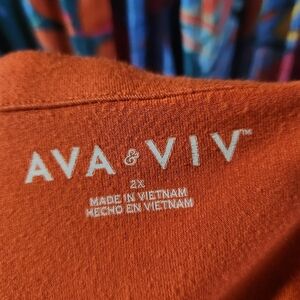 AVA & VIV™
2X
MADE IN VIETNAM
HECHO EN VIETNAM